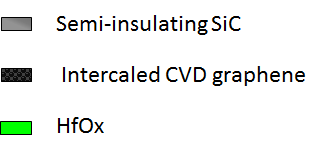 Semi-insulating SiC
Intercaled CVD graphene
HfOx